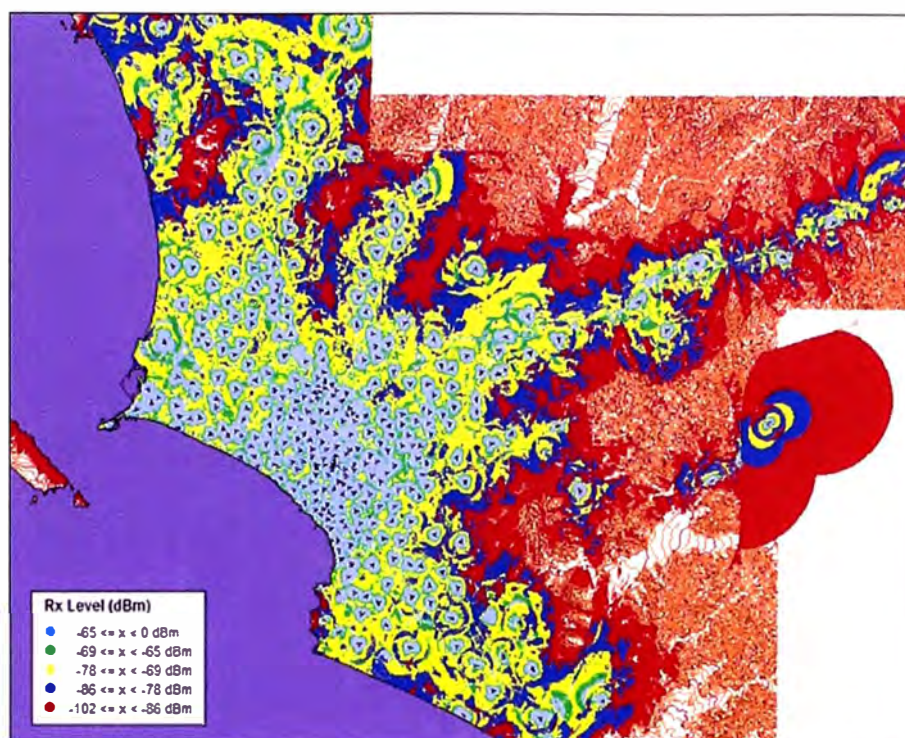 Rx Level (dBm)
-65 <= x < 0 dBm
-69 <= x < -65 dBm
-78 <= x < -69 dBm
-86 <= x < -78 dBm
-102 <= x < -86 dBm